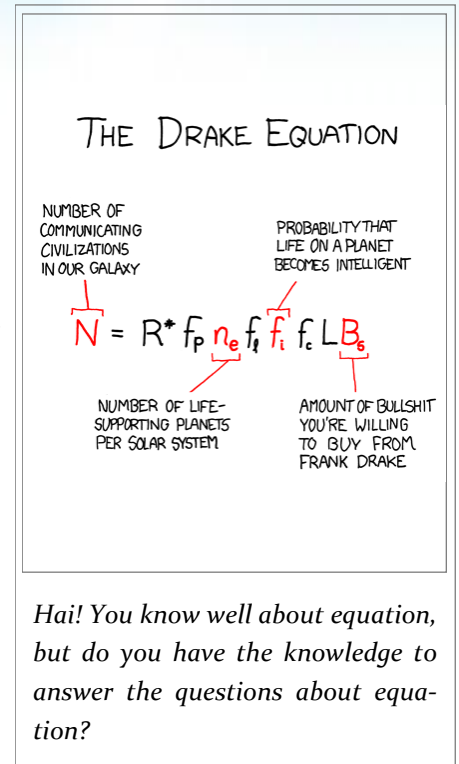 THE DRAKE EQUATION
NUMBER OF
COMMUNICATING
CIVILIZATIONS
IN OUR GALAXY
PROBABILITY THAT
LIFE ON A PLANET
BECOMES INTELLIGENT
N = R* fp ne fl fi fc L Bs
NUMBER OF LIFE-
SUPPORTING PLANETS
PER SOLAR SYSTEM
AMOUNT OF BULLSHIT
YOU'RE WILLING
TO BUY FROM
FRANK DRAKE
Hai! You know well about equation,
but do you have the knowledge to
answer the questions about equa-
tion?